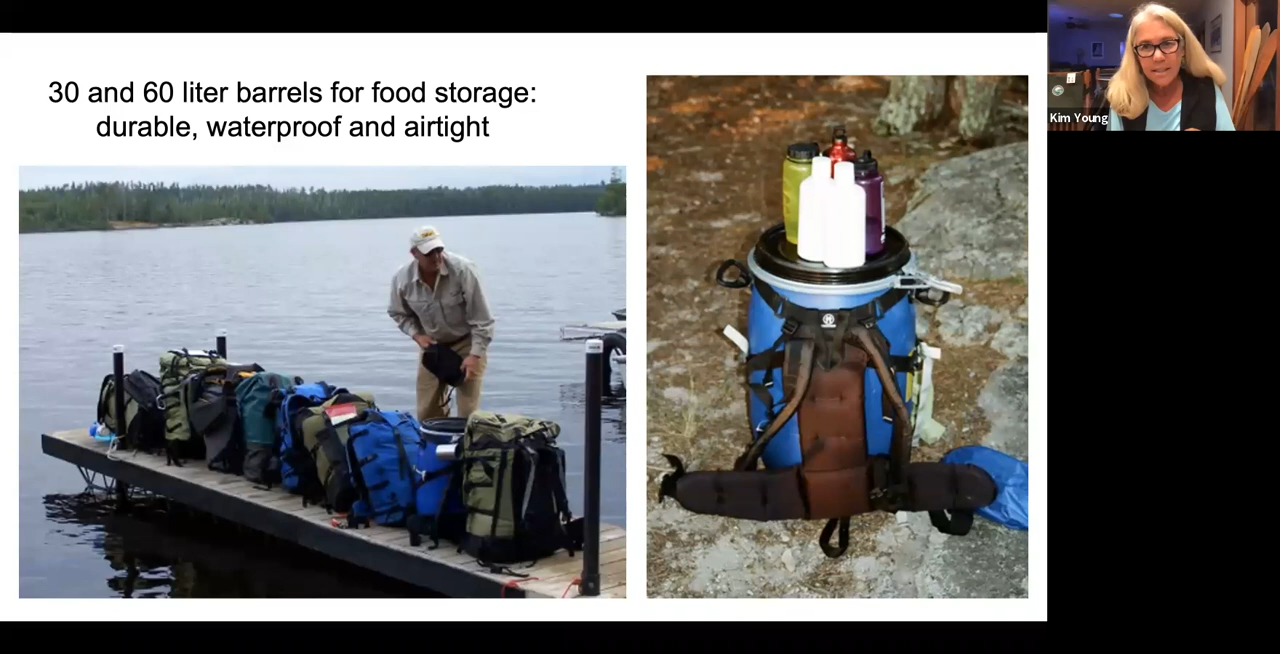 30 and 60 liter barrels for food storage:
durable, waterproof and airtight
Kim Young